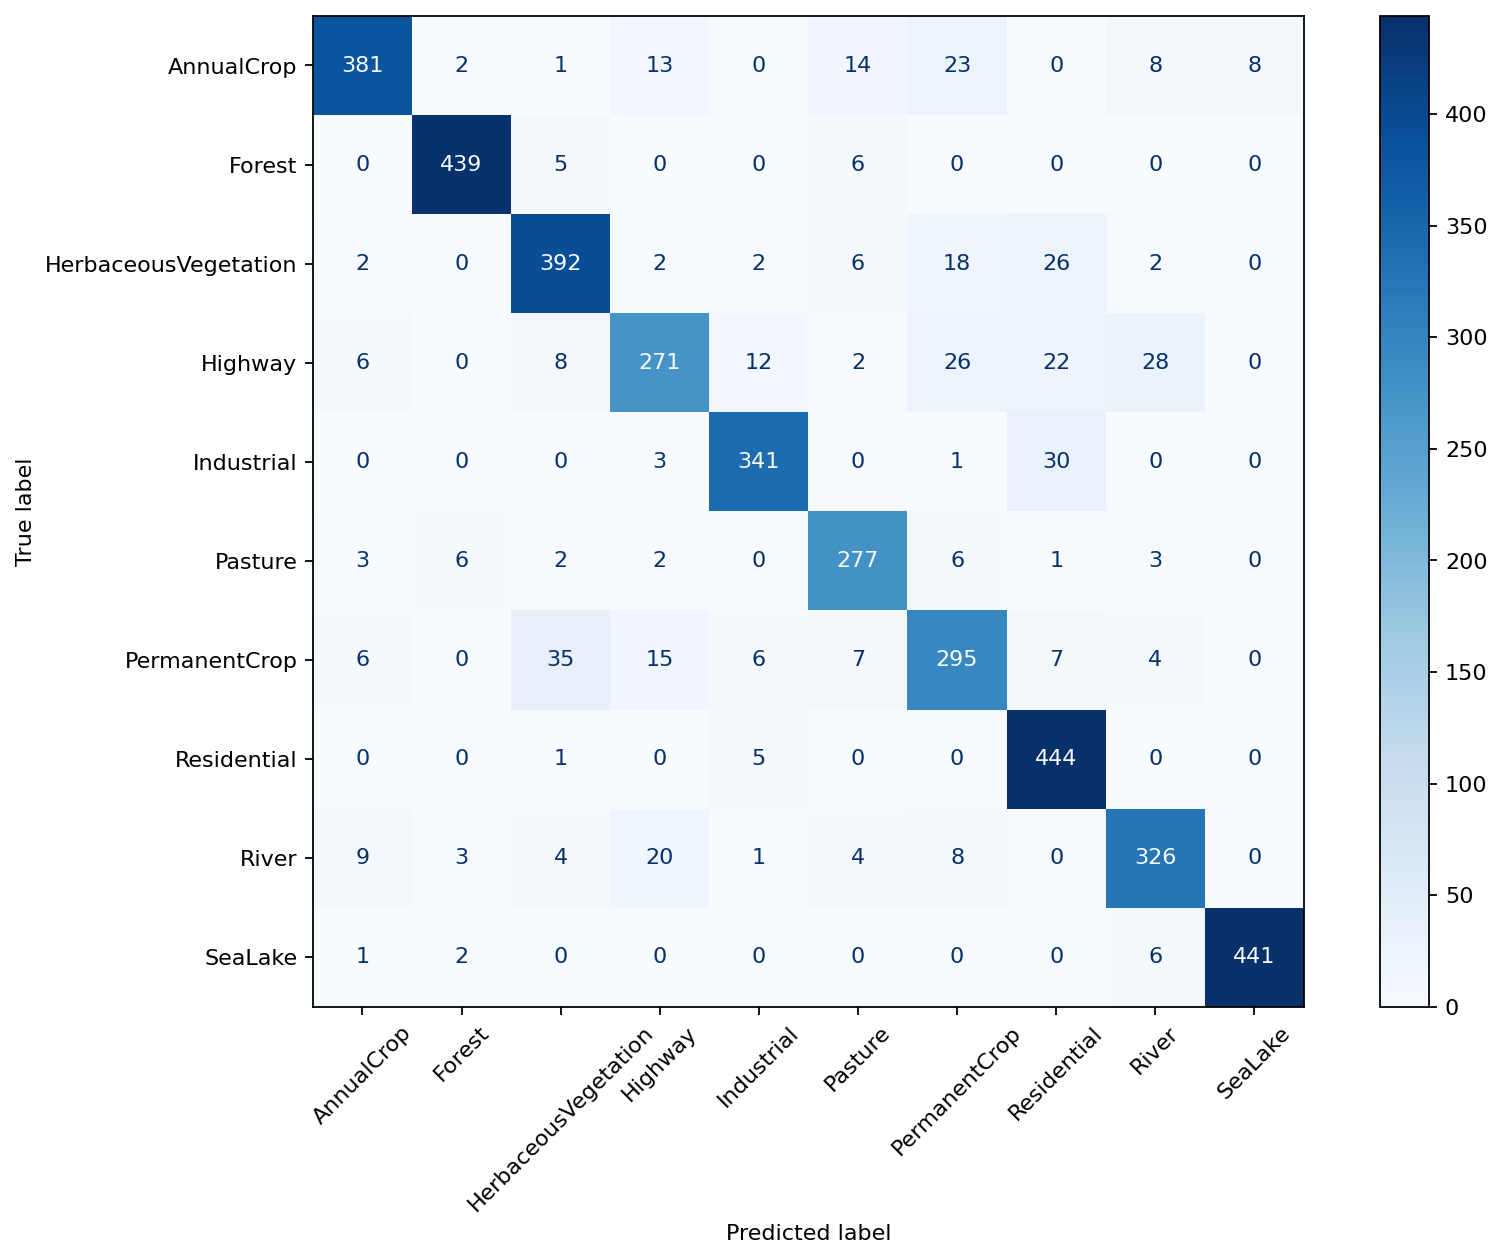 AnnualCrop 381 2 1 13 0 14 23 0 8 8
Forest 0 439 5 0 0 6 0 0 0 0
HerbaceousVegetation 2 0 392 2 2 6 18 26 2 0
Highway 6 0 8 271 12 2 26 22 28 0
Industrial 0 0 0 3 341 0 1 30 0 0
Pasture 3 6 2 2 0 277 6 1 3 0
PermanentCrop 6 0 35 15 6 7 295 7 4 0
Residential 0 0 1 0 5 0 0 444 0 0
River 9 3 4 20 1 4 8 0 326 0
SeaLake 1 2 0 0 0 0 0 0 6 441
True label
AnnualCrop
Forest
HerbaceousVegetation
Highway
Industrial
Pasture
PermanentCrop
Residential
River
SeaLake
Predicted label
400
350
300
250
200
150
100
50
0